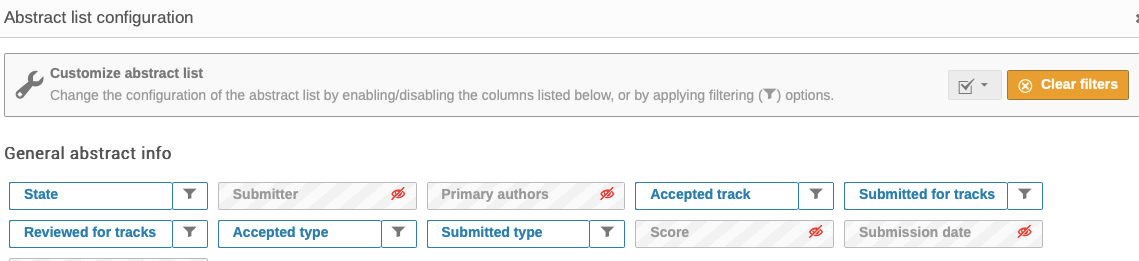 Abstract list configuration
Customize abstract list
Change the configuration of the abstract list by enabling/disabling the columns listed below, or by applying filtering ( ) options.
Clear filters
General abstract info
State Submitter Primary authors Accepted track Submitted for tracks
Reviewed for tracks Accepted type Submitted type Score Submission date